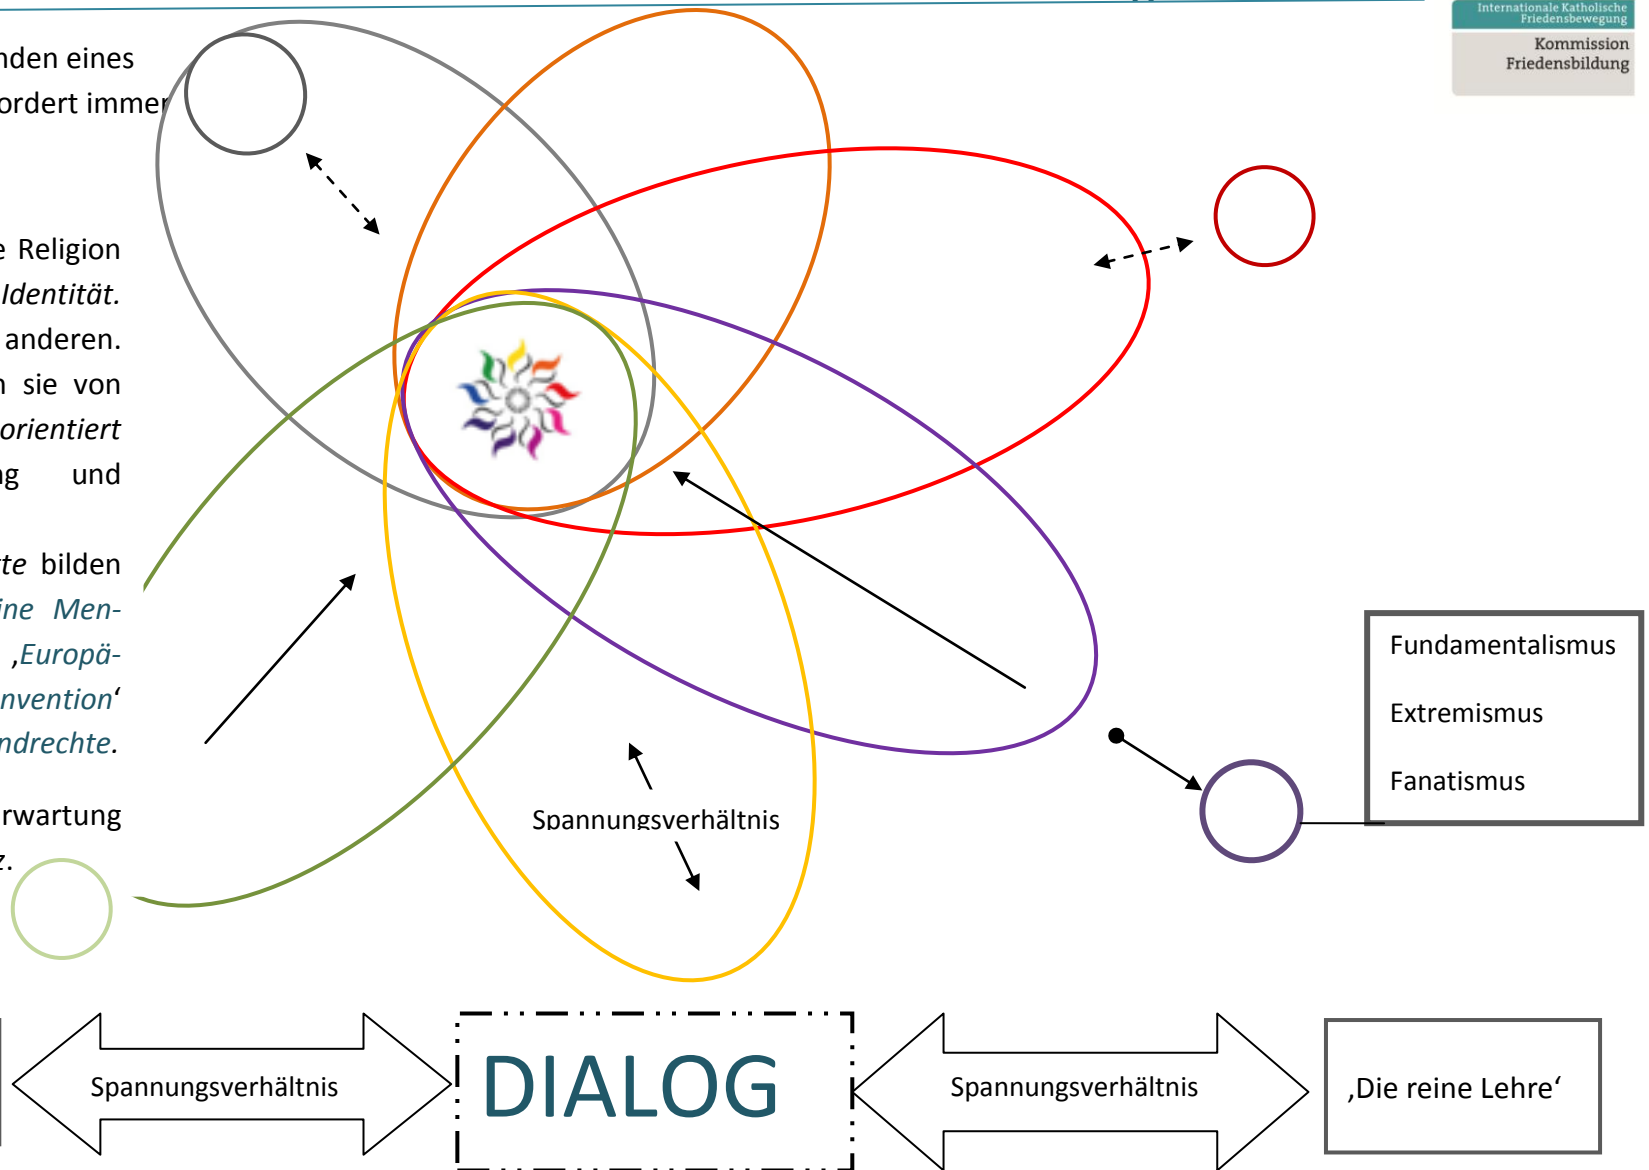 Internationale Katholische
Friedensbewegung
Kommission
Friedensbildung
nden eines
ordert immer
e Religion
Identität.
anderen.
n sie von
orientiert
ng und
te bilden
ine Men-
‚Europä-
nvention‘
ndrechte.
rwartung
z.
Spannungsverhältnis
Fundamentalismus
Extremismus
Fanatismus
Spannungsverhältnis
DIALOG
Spannungsverhältnis
‚Die reine Lehre‘